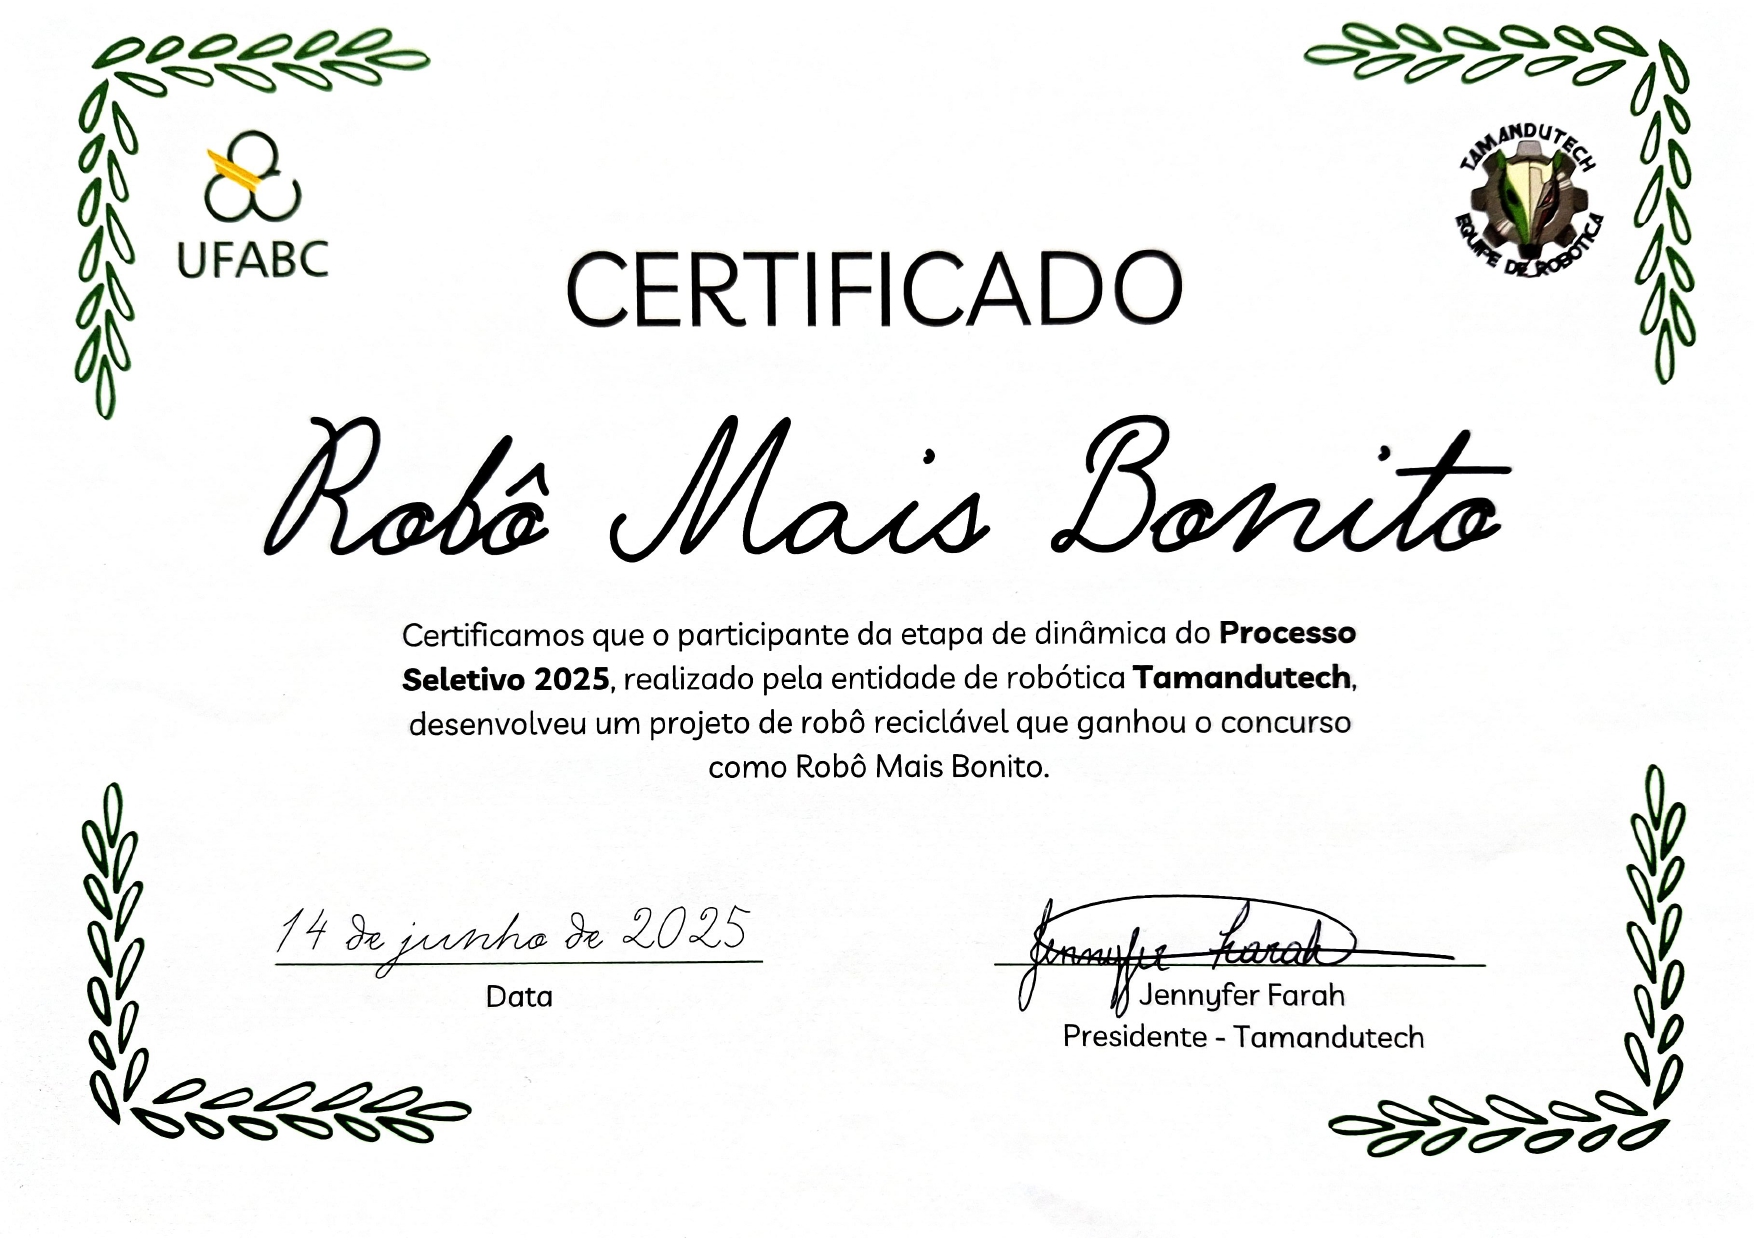 UFABC
TAMANDUTECH
EQUIPE DE ROBÓTICA
CERTIFICADO
Robô Mais Bonito
Certificamos que o participante da etapa de dinâmica do Processo
Seletivo 2025, realizado pela entidade de robótica Tamandutech,
desenvolveu um projeto de robô reciclável que ganhou o concurso
como Robô Mais Bonito.
14 de junho de 2025
Data
Jennyfer Farah
Jennyfer Farah
Presidente - Tamandutech